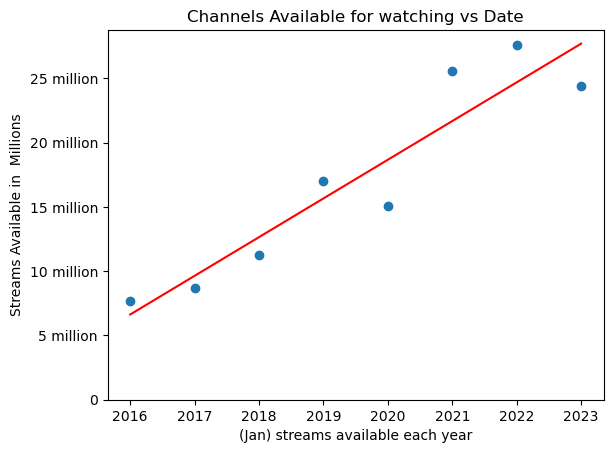 Channels Available for watching vs Date
Streams Available in  Millions
25 million
20 million
15 million
10 million
5 million
0
2016 2017 2018 2019 2020 2021 2022 2023
(Jan) streams available each year